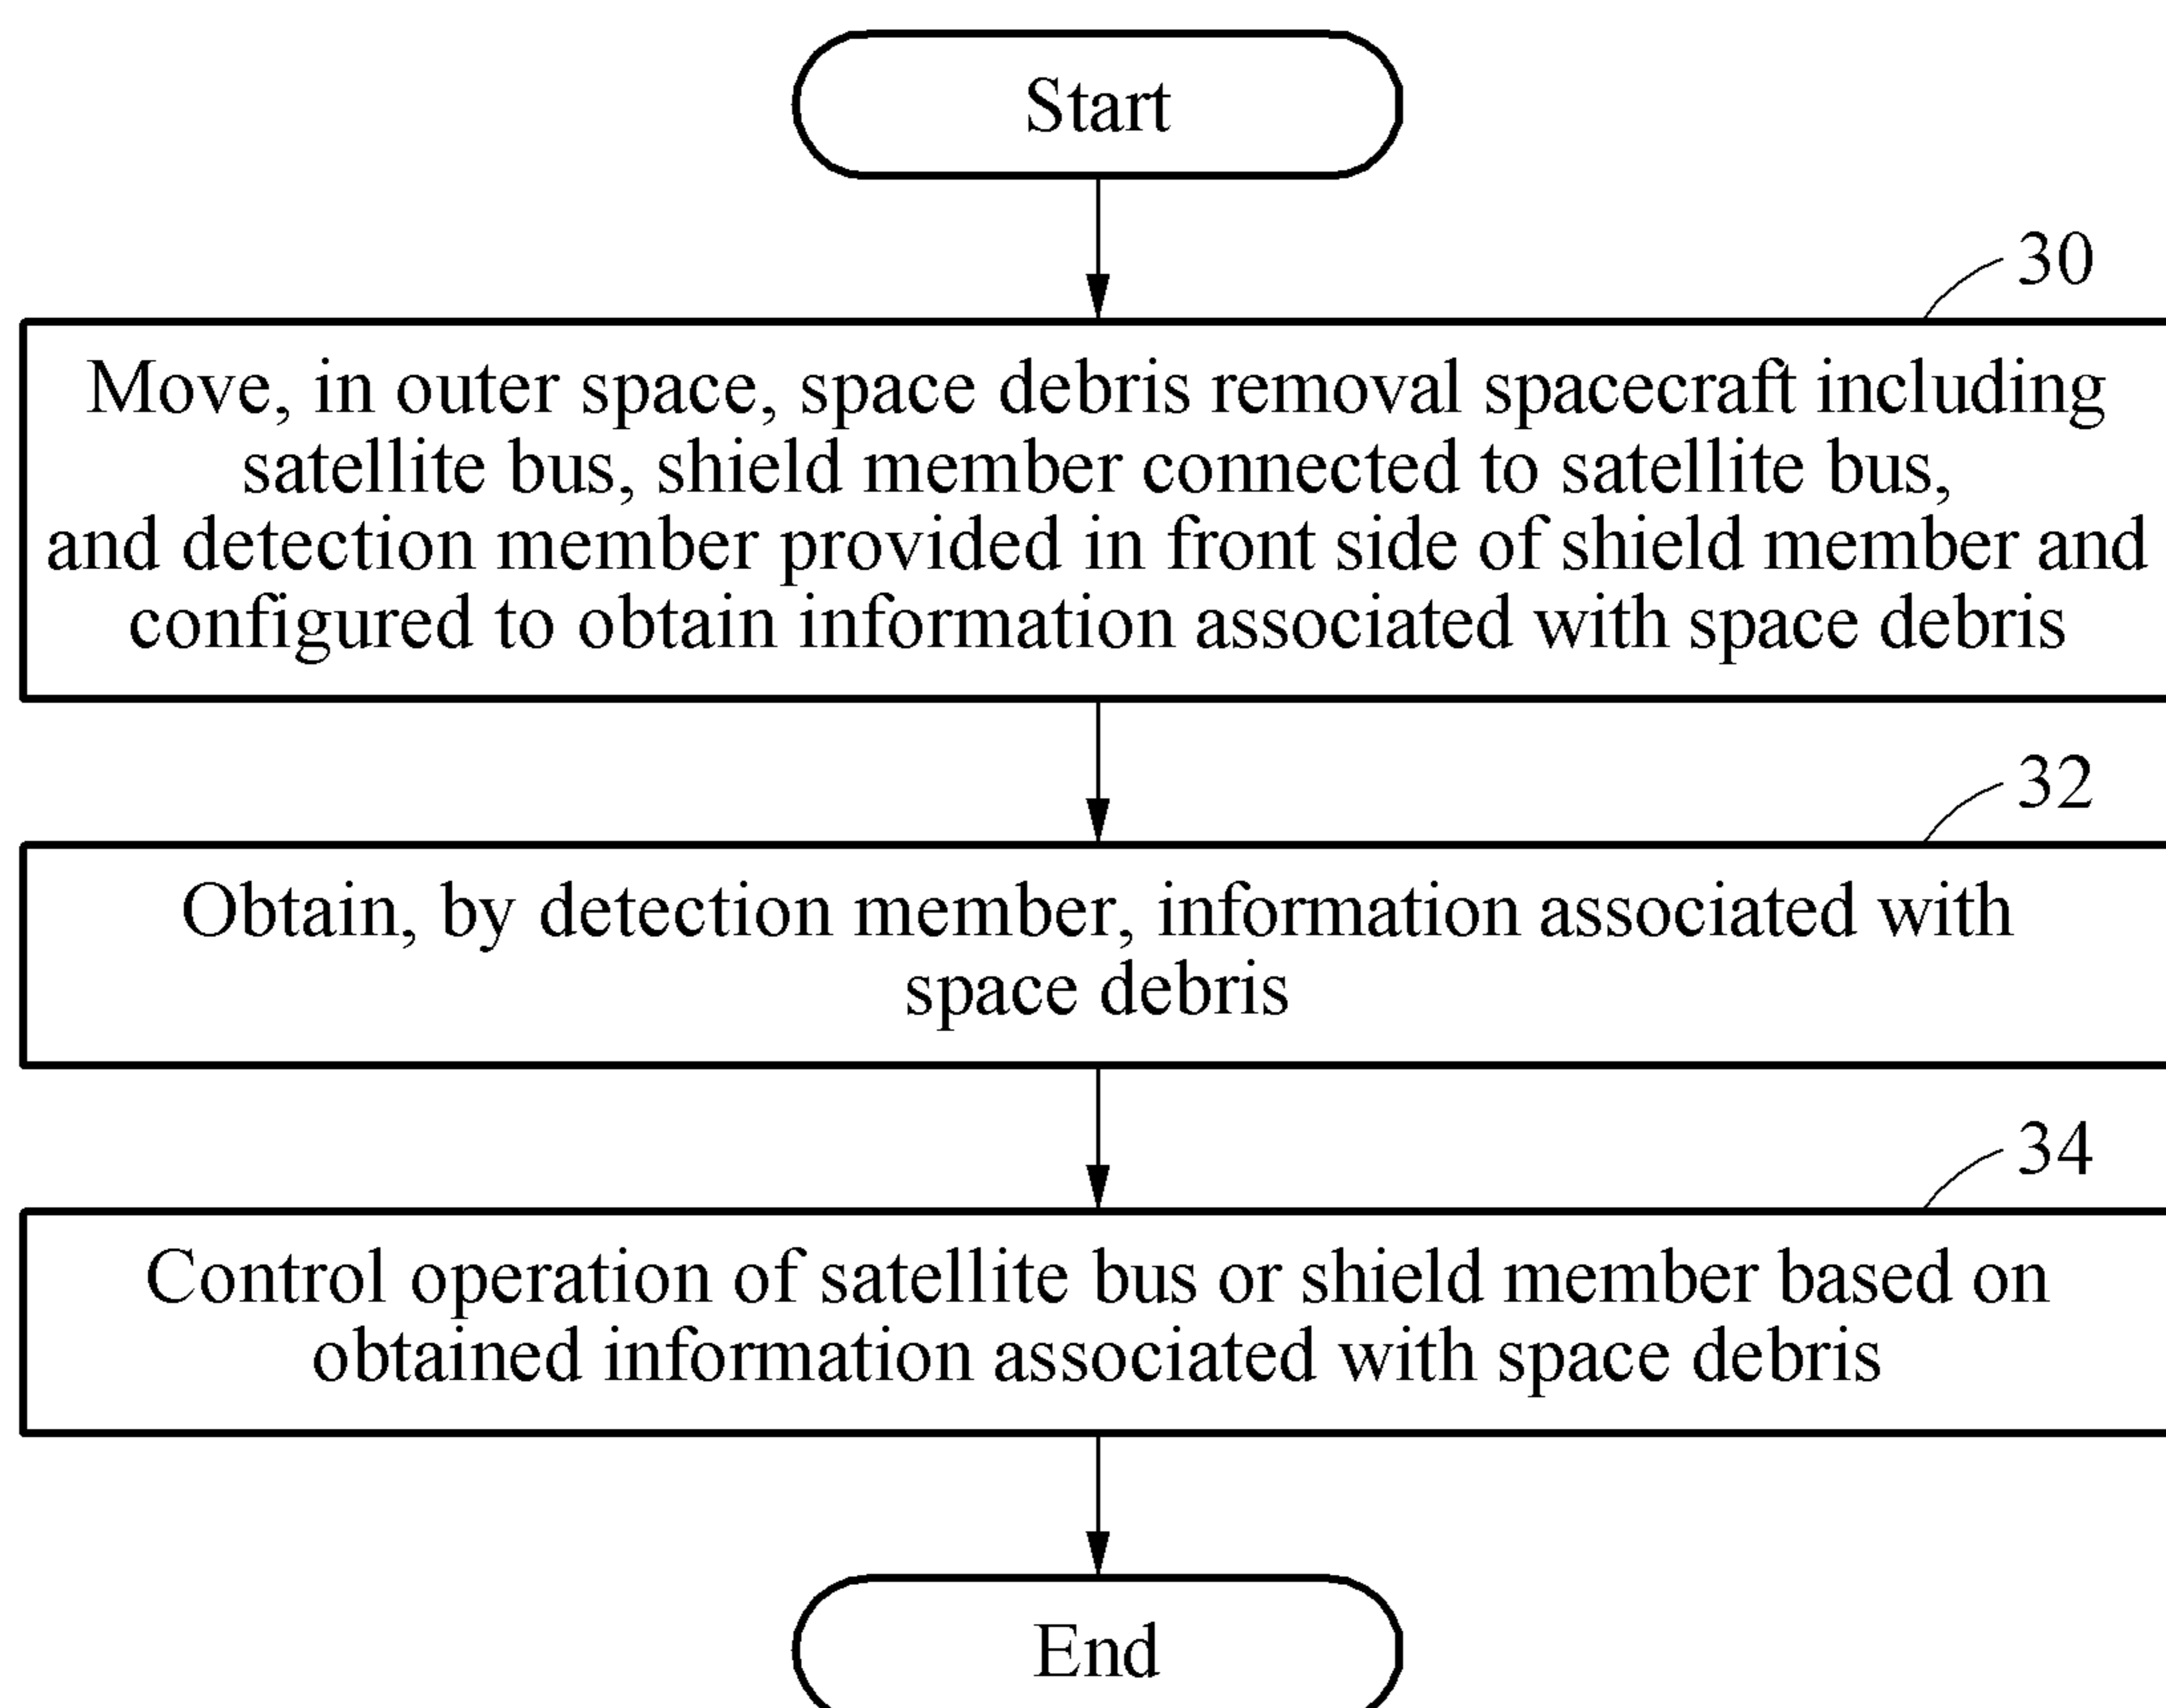 Start
30
Move, in outer space, space debris removal spacecraft including
satellite bus, shield member connected to satellite bus,
and detection member provided in front side of shield member and
configured to obtain information associated with space debris
32
Obtain, by detection member, information associated with
space debris
34
Control operation of satellite bus or shield member based on
obtained information associated with space debris
End